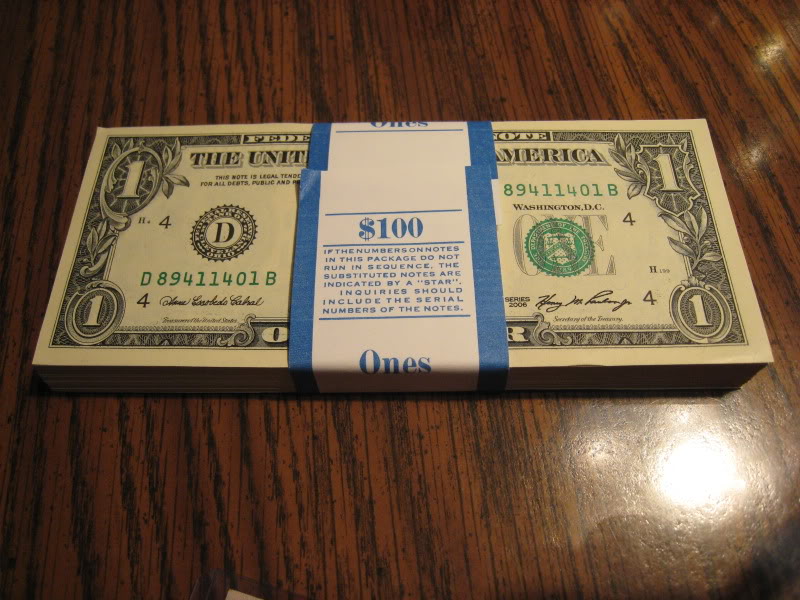 Ones
FEDE NOTE
THE UNIT AMERICA
THIS NOTE IS LEGAL TENDE
FOR ALL DEBTS, PUBLIC AND P
89411401 B
WASHINGTON, D.C.
H 4
4
D
ONE
$100
IF THE NUMBERS ON NOTES
IN THIS PACKAGE DO NOT
RUN IN SEQUENCE, THE
SUBSTITUTED NOTES ARE
INDICATED BY A "STAR".
INQUIRIES SHOULD
INCLUDE THE SERIAL
NUMBERS OF THE NOTES.
D 89411401 B
H 199
4
Treasurer of the United States.
SERIES
2006
4
Secretary of the Treasury.
1
1
1
1
O R
Ones